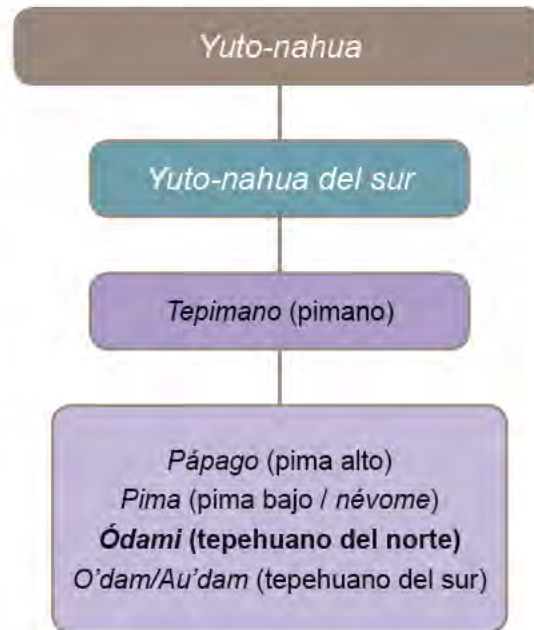 Yuto-nahua
Yuto-nahua del sur
Tepimano (pimano)
Pápago (pima alto)
Pima (pima bajo / névome)
Ódami (tepehuano del norte)
O'dam/Au'dam (tepehuano del sur)